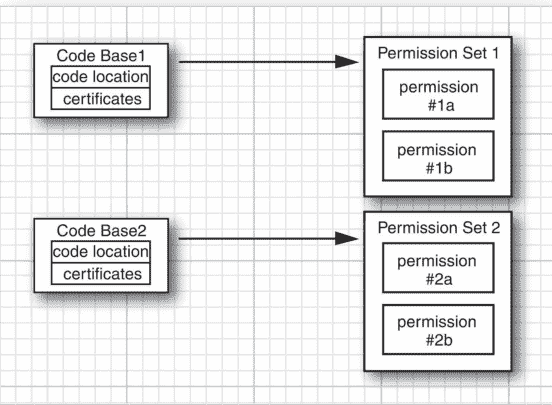 Code Base1
code location
certificates
Permission Set 1
permission
#1a
permission
#1b
Code Base2
code location
certificates
Permission Set 2
permission
#2a
permission
#2b